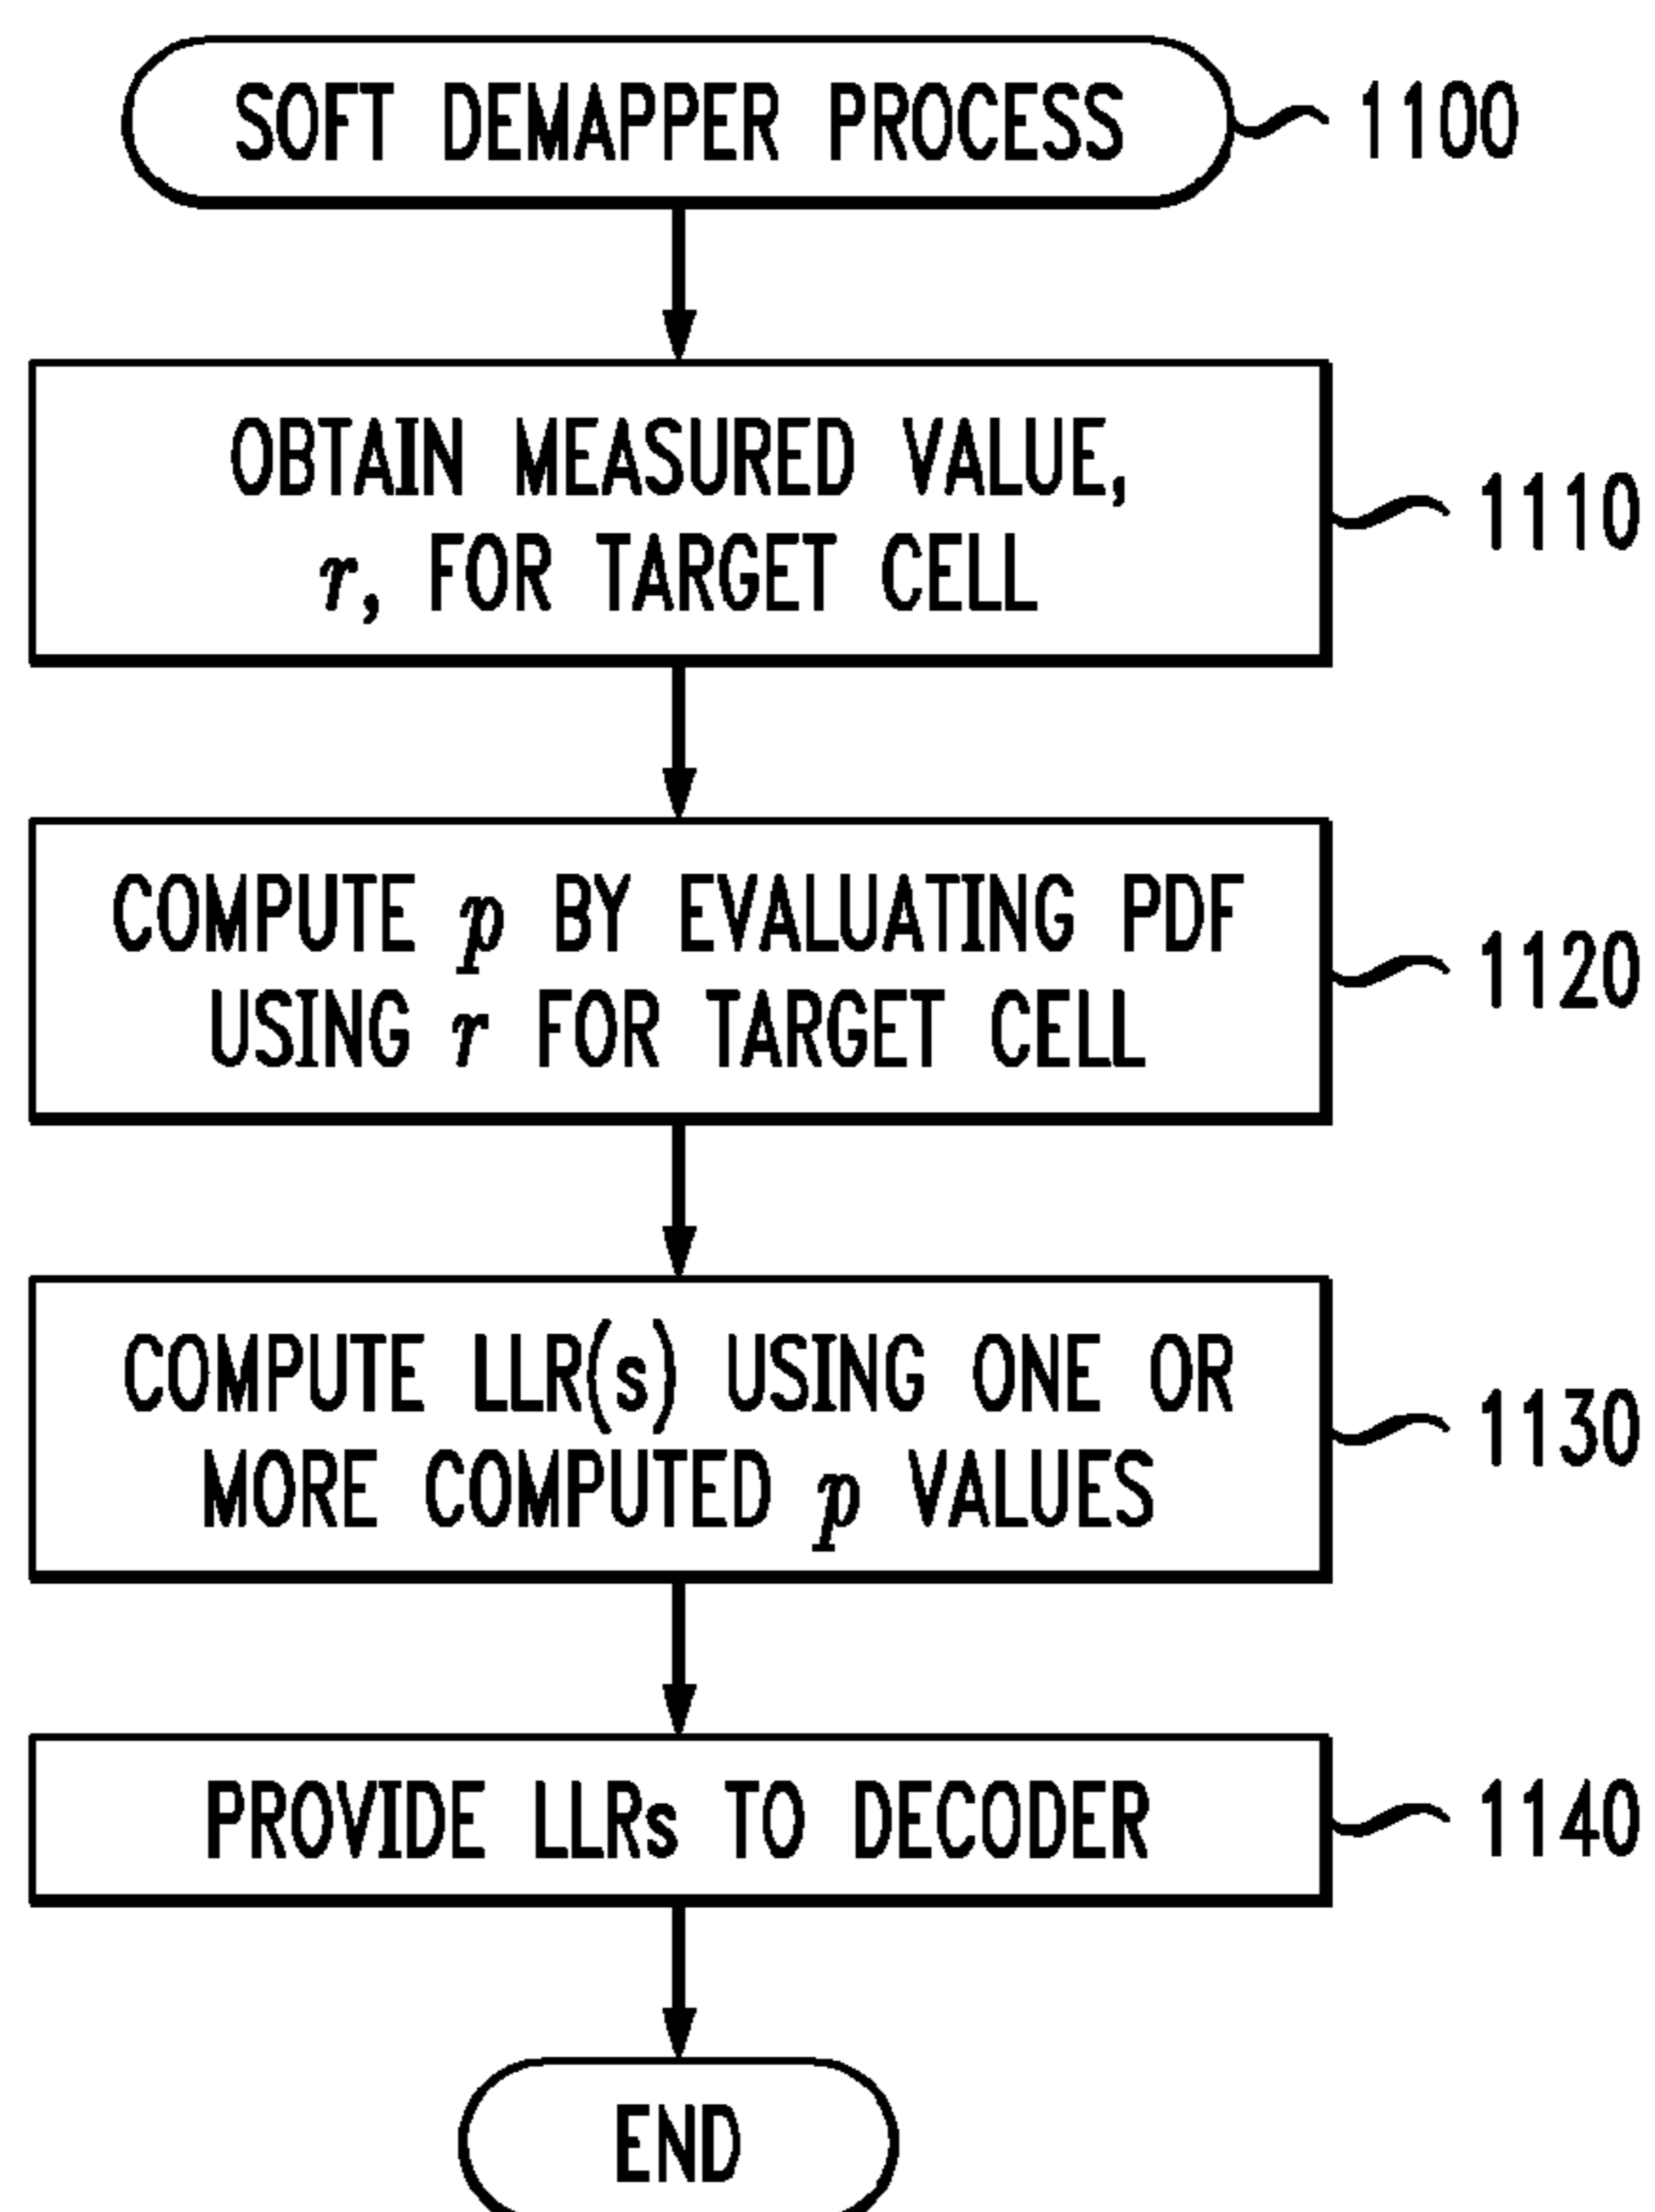 SOFT DEMAPPER PROCESS
1100
OBTAIN MEASURED VALUE,
r, FOR TARGET CELL
1110
COMPUTE p BY EVALUATING PDF
USING r FOR TARGET CELL
1120
COMPUTE LLR(s) USING ONE OR
MORE COMPUTED p VALUES
1130
PROVIDE LLRs TO DECODER
1140
END